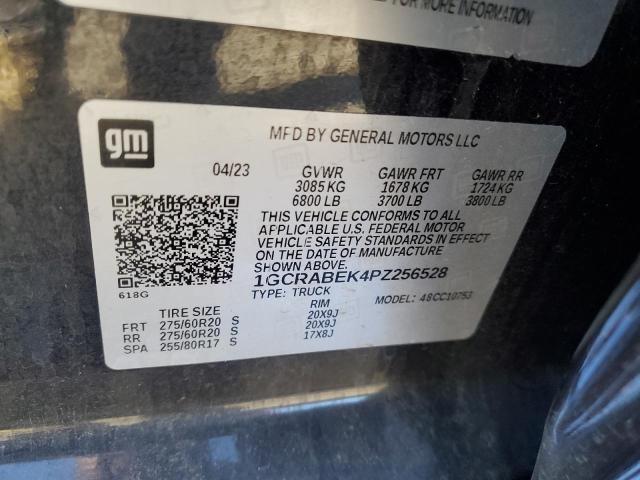 FOR MORE INFORMATION
gm
MFD BY GENERAL MOTORS LLC
04/23 GVWR GAWR FRT GAWR RR
3085 KG 1678 KG 1724 KG
6800 LB 3700 LB 3800 LB
THIS VEHICLE CONFORMS TO ALL
APPLICABLE U.S. FEDERAL MOTOR
VEHICLE SAFETY STANDARDS IN EFFECT
ON THE DATE OF MANUFACTURE
SHOWN ABOVE.
1GCRABEK4PZ256528
TYPE: TRUCK MODEL: 48CC10753
618G
TIRE SIZE RIM
FRT 275/60R20 S 20X9J
RR 275/60R20 S 20X9J
SPA 255/80R17 S 17X8J